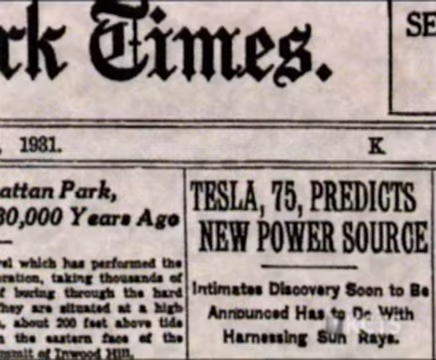 rk Times.
SE
, 1931.
K
attan Park,
30,000 Years Ago
val which has performed the
oration, taking thousands of
f boring through the hard
They are situated at a high
, about 200 feet above tide
n the eastern face of the
ummit of Inwood Hill.
TESLA, 75, PREDICTS
NEW POWER SOURCE
Intimates Discovery Soon to Be
Announced Has to Do With
Harnessing Sun Rays.